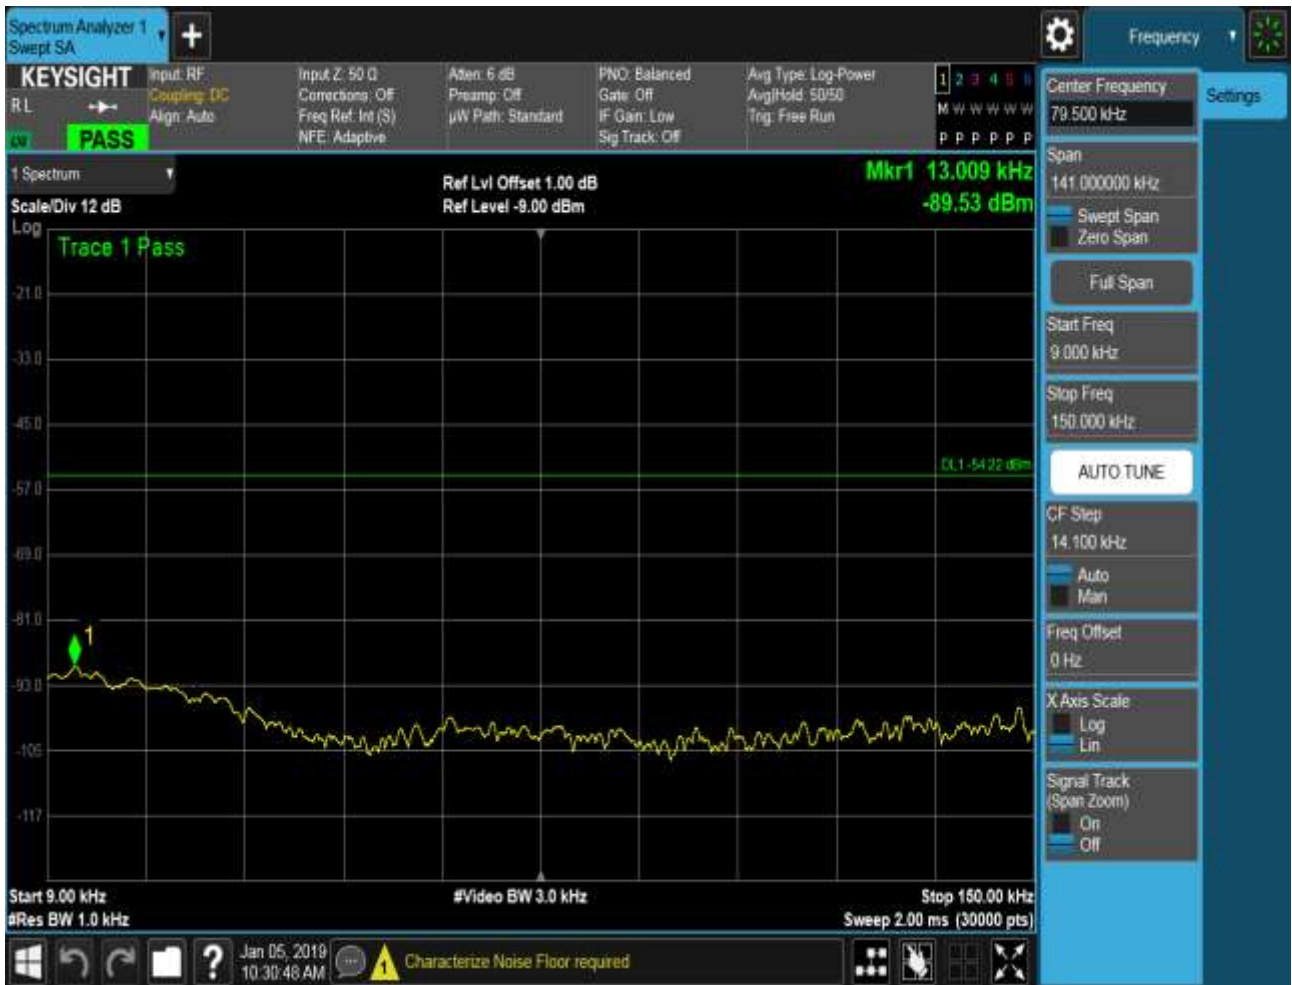 Spectrum Analyzer 1
Swept SA
Frequency
KEYSIGHT
R L
PASS
Input: RF
Coupling: DC
Align: Auto
Input Z: 50 Ω
Corrections: Off
Freq Ref: Int (S)
NFE: Adaptive
Atten: 6 dB
Preamp: Off
µW Path: Standard
PNO: Balanced
Gate: Off
IF Gain: Low
Sig Track: Off
Avg Type: Log-Power
Avg|Hold: 50/50
Trig: Free Run
1 2 3 4 5 6
M W W W W W
P P P P P P
1 Spectrum
Scale/Div 12 dB
Ref Lvl Offset 1.00 dB
Ref Level -9.00 dBm
Mkr1 13.009 kHz
-89.53 dBm
Log
Trace 1 Pass
-21.0
-33.0
-45.0
DL1 -54.22 dBm
-57.0
-69.0
-81.0
1
-93.0
-105
-117
Start 9.00 kHz
#Video BW 3.0 kHz
Stop 150.00 kHz
#Res BW 1.0 kHz
Sweep 2.00 ms (30000 pts)
Center Frequency
79.500 kHz
Span
141.000000 kHz
Swept Span
Zero Span
Full Span
Start Freq
9.000 kHz
Stop Freq
150.000 kHz
AUTO TUNE
CF Step
14.100 kHz
Auto
Man
Freq Offset
0 Hz
X Axis Scale
Log
Lin
Signal Track
(Span Zoom)
On
Off
Settings
?
Jan 05, 2019
10:30:48 AM
1
Characterize Noise Floor required